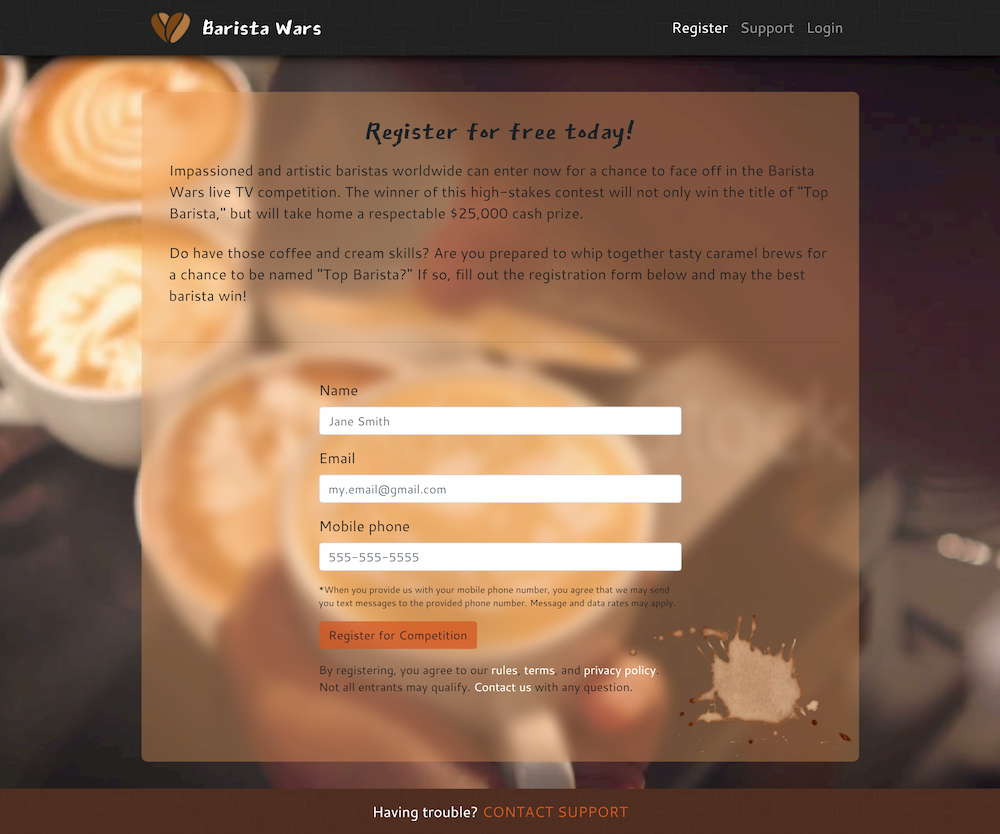 Barista Wars
Register Support Login
Register for free today!
Impassioned and artistic baristas worldwide can enter now for a chance to face off in the Barista
Wars live TV competition. The winner of this high-stakes contest will not only win the title of "Top
Barista," but will take home a respectable $25,000 cash prize.
Do have those coffee and cream skills? Are you prepared to whip together tasty caramel brews for
a chance to be named "Top Barista?" If so, fill out the registration form below and may the best
barista win!
Name
Jane Smith
Email
my.email@gmail.com
Mobile phone
555-555-5555
*When you provide us with your mobile phone number, you agree that we may send
you text messages to the provided phone number. Message and data rates may apply.
Register for Competition
By registering, you agree to our rules, terms, and privacy policy.
Not all entrants may qualify. Contact us with any question.
Having trouble? CONTACT SUPPORT